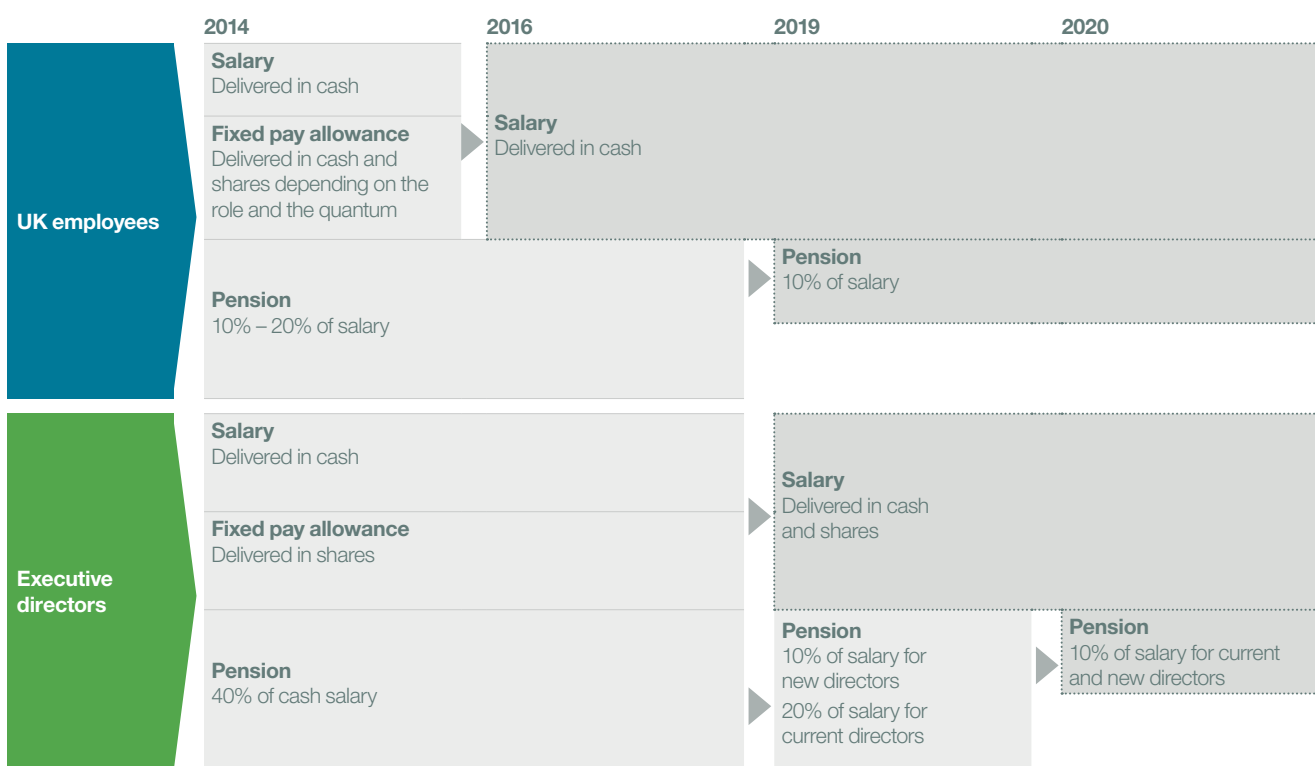 2014
2016
2019
2020
UK employees
Salary
Delivered in cash
Fixed pay allowance
Delivered in cash and
shares depending on the
role and the quantum
Salary
Delivered in cash
Pension
10% – 20% of salary
Pension
10% of salary
Executive
directors
Salary
Delivered in cash
Fixed pay allowance
Delivered in shares
Salary
Delivered in cash
and shares
Pension
40% of cash salary
Pension
10% of salary for
new directors
20% of salary for
current directors
Pension
10% of salary for current
and new directors